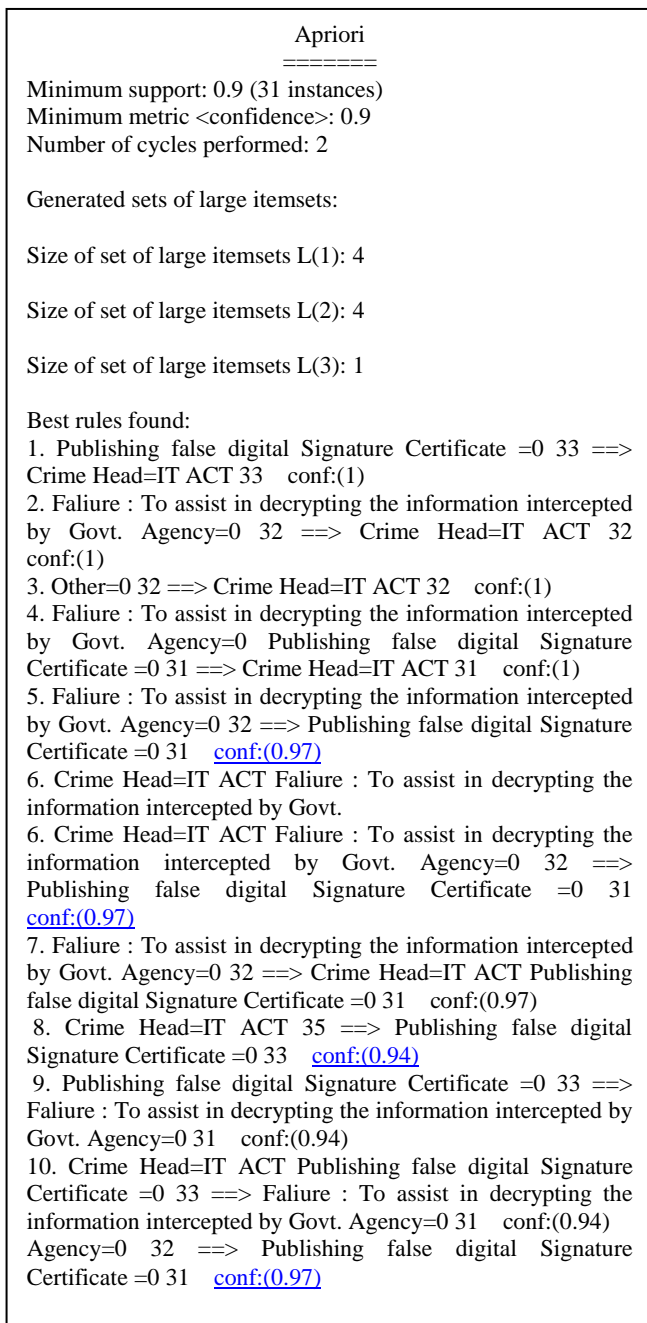 Apriori
=======
Minimum support: 0.9 (31 instances)
Minimum metric <confidence>: 0.9
Number of cycles performed: 2
Generated sets of large itemsets:
Size of set of large itemsets L(1): 4
Size of set of large itemsets L(2): 4
Size of set of large itemsets L(3): 1
Best rules found:
1. Publishing false digital Signature Certificate =0 33 ==>
Crime Head=IT ACT 33 conf:(1)
2. Faliure : To assist in decrypting the information intercepted
by Govt. Agency=0 32 ==> Crime Head=IT ACT 32
conf:(1)
3. Other=0 32 ==> Crime Head=IT ACT 32 conf:(1)
4. Faliure : To assist in decrypting the information intercepted
by Govt. Agency=0 Publishing false digital Signature
Certificate =0 31 ==> Crime Head=IT ACT 31 conf:(1)
5. Faliure : To assist in decrypting the information intercepted
by Govt. Agency=0 32 ==> Publishing false digital Signature
Certificate =0 31 conf:(0.97)
6. Crime Head=IT ACT Faliure : To assist in decrypting the
information intercepted by Govt.
6. Crime Head=IT ACT Faliure : To assist in decrypting the
information intercepted by Govt. Agency=0 32 ==>
Publishing false digital Signature Certificate =0 31
conf:(0.97)
7. Faliure : To assist in decrypting the information intercepted
by Govt. Agency=0 32 ==> Crime Head=IT ACT Publishing
false digital Signature Certificate =0 31 conf:(0.97)
8. Crime Head=IT ACT 35 ==> Publishing false digital
Signature Certificate =0 33 conf:(0.94)
9. Publishing false digital Signature Certificate =0 33 ==>
Faliure : To assist in decrypting the information intercepted by
Govt. Agency=0 31 conf:(0.94)
10. Crime Head=IT ACT Publishing false digital Signature
Certificate =0 33 ==> Faliure : To assist in decrypting the
information intercepted by Govt. Agency=0 31 conf:(0.94)
Agency=0 32 ==> Publishing false digital Signature
Certificate =0 31 conf:(0.97)